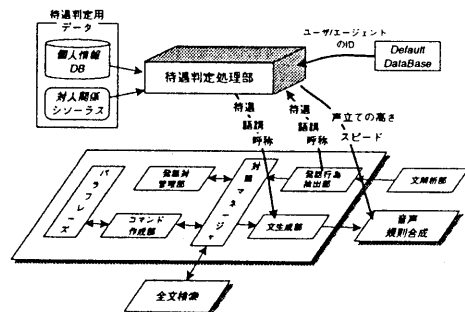 待遇判定用
データ
個人情報
DB
対人関係
シソーラス
待遇判定処理部
ユーザ/エージェント
のID
Default
DataBase
待遇
語彙
呼称
待遇
語彙
呼称
声立ての高さ
スピード
パラフレーズ
発話対
管理部
コマンド
作成部
対話マネージャ
発話行為
抽出部
文生成部
文解析部
音声
規則合成
全文検索